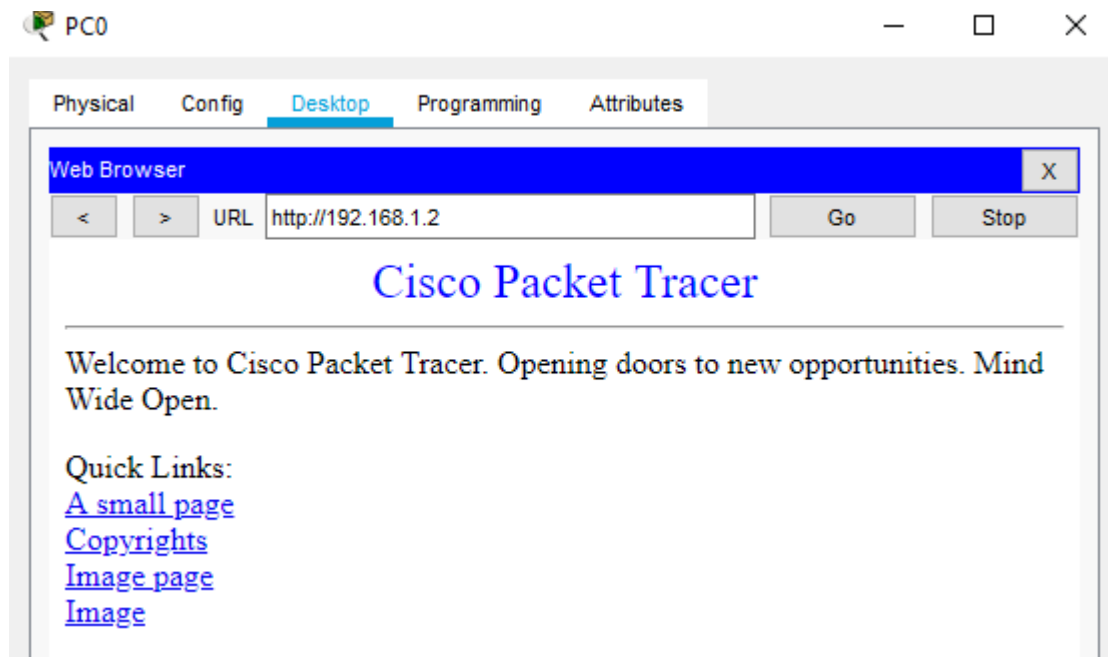 PC0
Physical Config Desktop Programming Attributes
Web Browser X
< > URL http://192.168.1.2 Go Stop
Cisco Packet Tracer
Welcome to Cisco Packet Tracer. Opening doors to new opportunities. Mind
Wide Open.
Quick Links:
A small page
Copyrights
Image page
Image